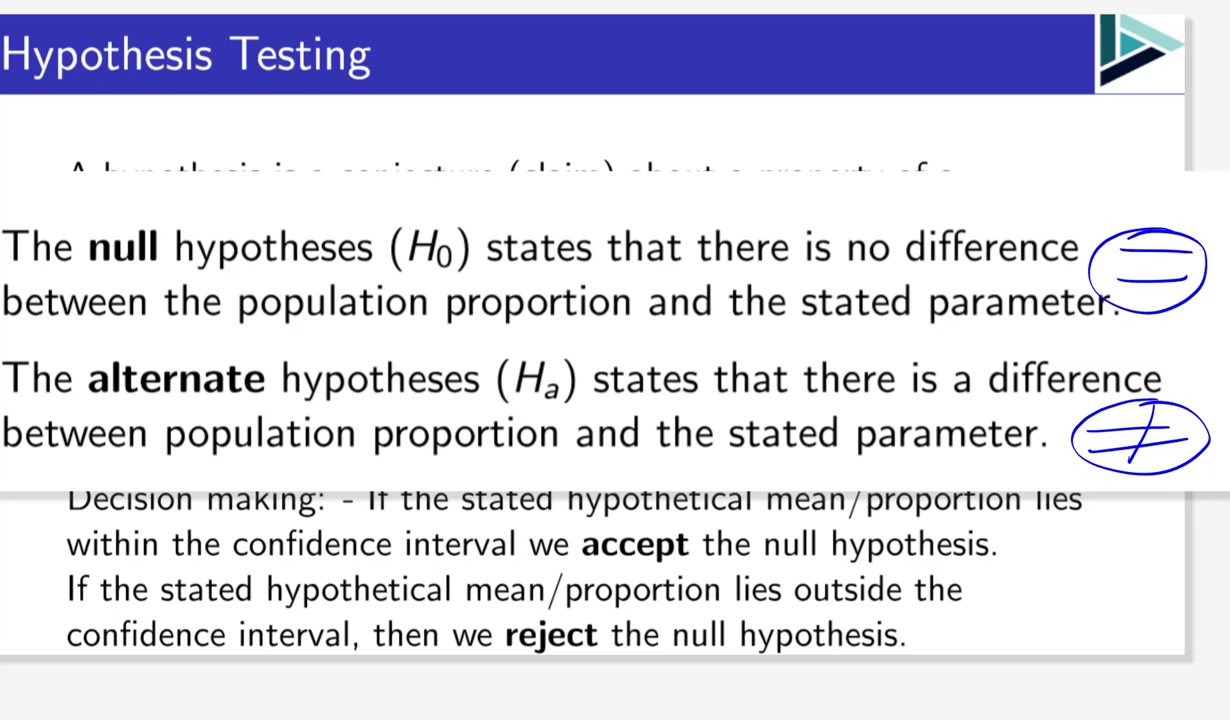 Hypothesis Testing
The null hypotheses (H₀) states that there is no difference =
between the population proportion and the stated parameter.
The alternate hypotheses (Hₐ) states that there is a difference
between population proportion and the stated parameter. ≠
Decision making: - If the stated hypothetical mean/proportion lies
within the confidence interval we accept the null hypothesis.
If the stated hypothetical mean/proportion lies outside the
confidence interval, then we reject the null hypothesis.